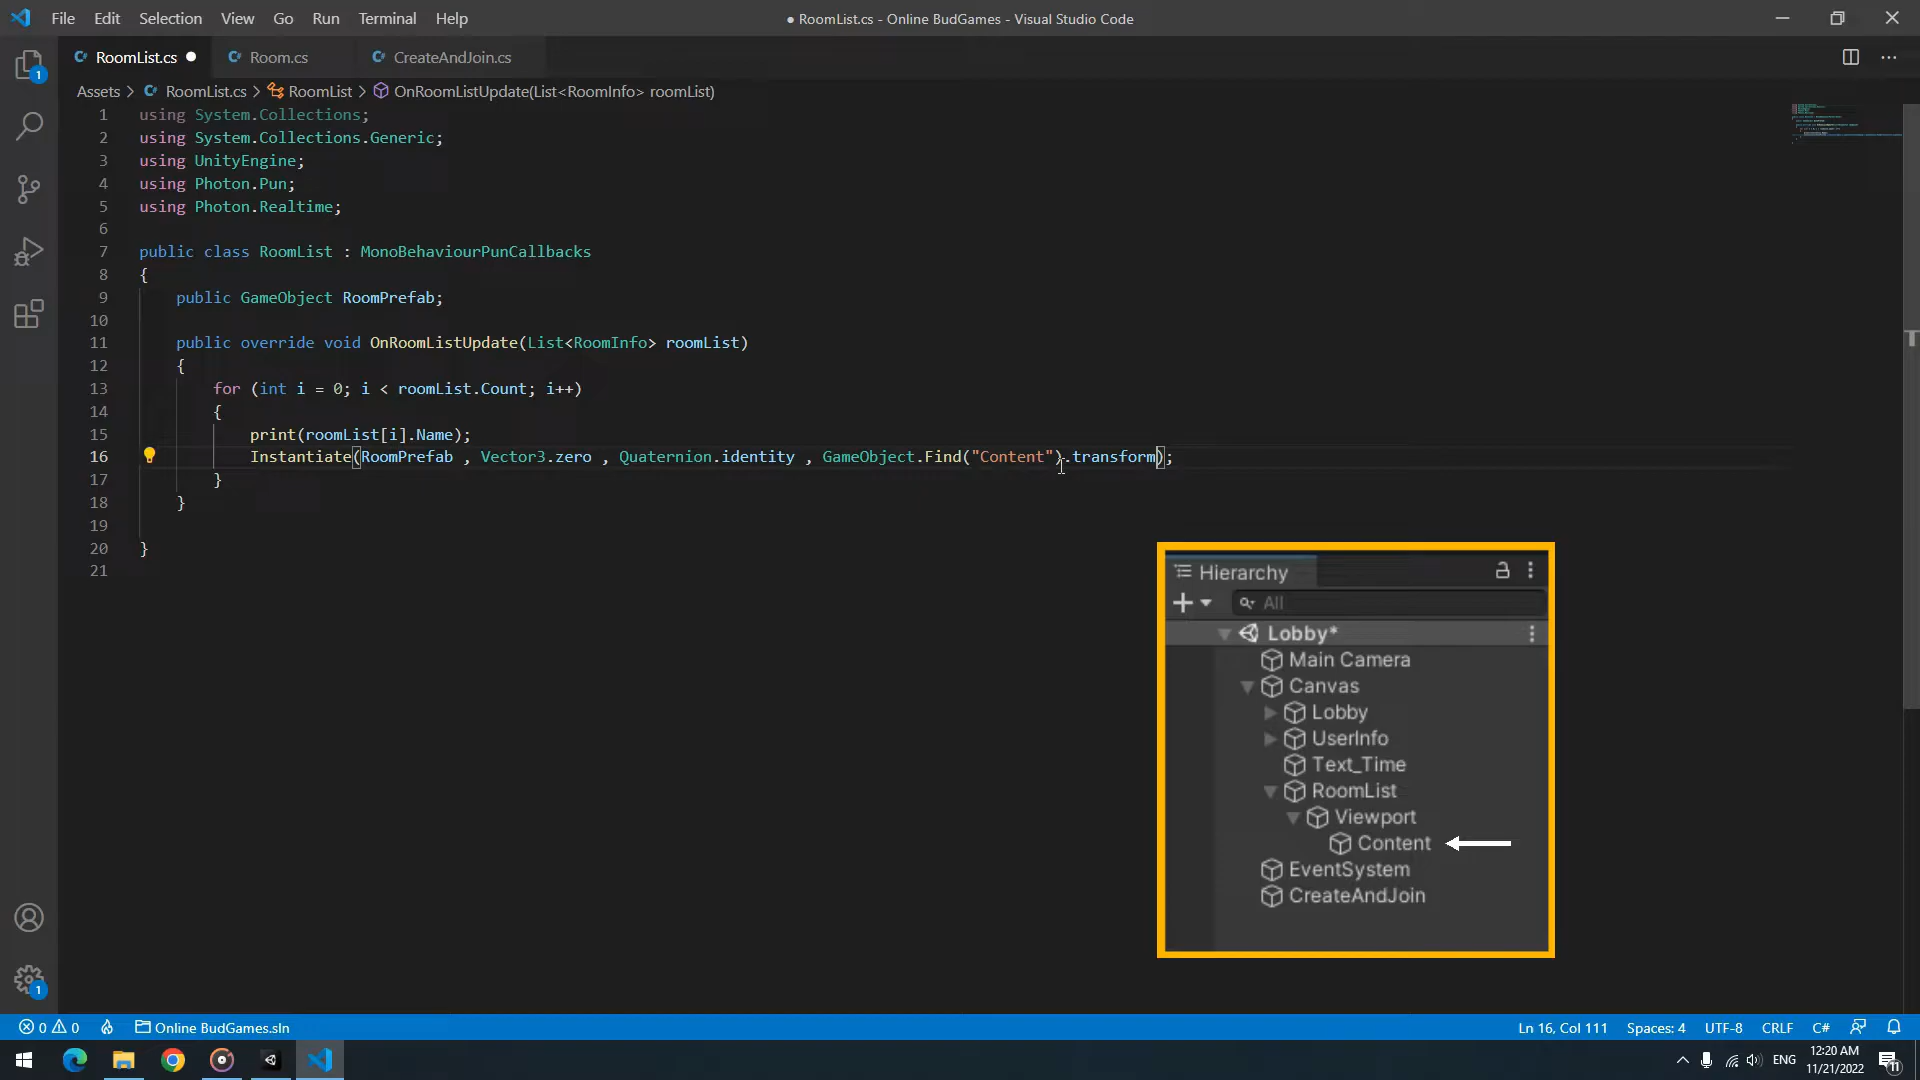 File Edit Selection View Go Run Terminal Help
● RoomList.cs - Online BudGames - Visual Studio Code
RoomList.cs ● Room.cs CreateAndJoin.cs
Assets > RoomList.cs > RoomList > OnRoomListUpdate(List<RoomInfo> roomList)
1 using System.Collections;
2 using System.Collections.Generic;
3 using UnityEngine;
4 using Photon.Pun;
5 using Photon.Realtime;
6
7 public class RoomList : MonoBehaviourPunCallbacks
8 {
9 public GameObject RoomPrefab;
10
11 public override void OnRoomListUpdate(List<RoomInfo> roomList)
12 {
13 for (int i = 0; i < roomList.Count; i++)
14 {
15 print(roomList[i].Name);
16 Instantiate(RoomPrefab , Vector3.zero , Quaternion.identity , GameObject.Find("Content").transform);
17 }
18 }
19
20 }
21
Hierarchy
All
Lobby*
Main Camera
Canvas
Lobby
UserInfo
Text_Time
RoomList
Viewport
Content
EventSystem
CreateAndJoin
1
1
0 0 Online BudGames.sln Ln 16, Col 111 Spaces: 4 UTF-8 CRLF C#
ENG 12:20 AM
11/21/2022 11